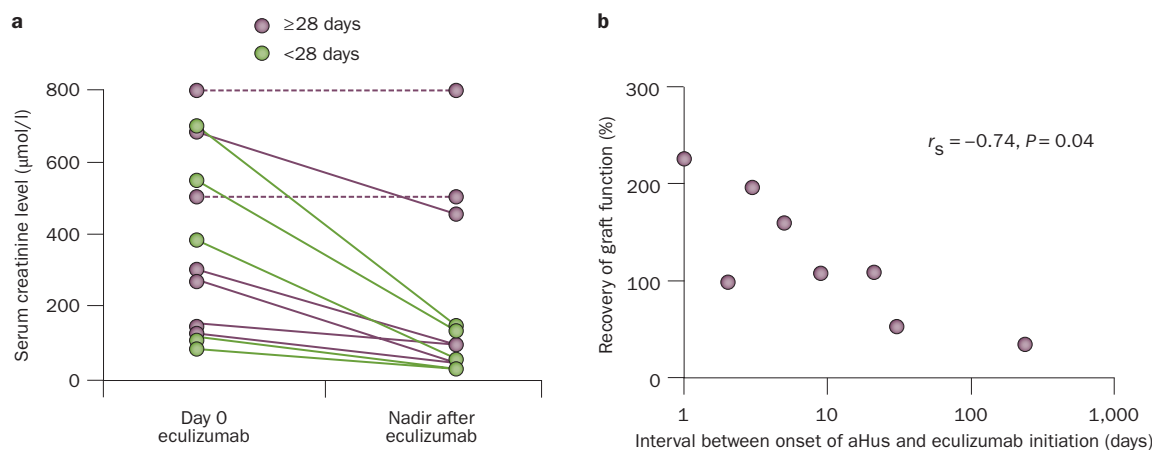 a
≥28 days
<28 days
Serum creatinine level (μmol/l)
800
600
400
200
0
Day 0
eculizumab
Nadir after
eculizumab
b
Recovery of graft function (%)
300
200
100
0
rs = –0.74, P = 0.04
1
10
100
1,000
Interval between onset of aHus and eculizumab initiation (days)